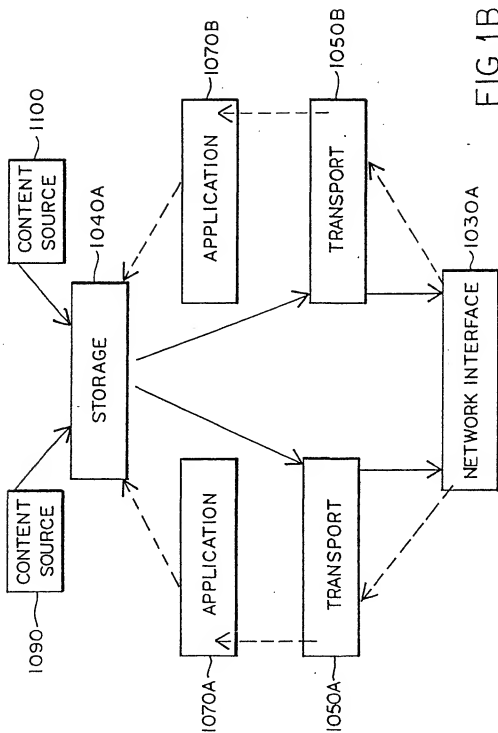 CONTENT
SOURCE
1090
CONTENT
SOURCE
1100
STORAGE
1040A
APPLICATION
1070A
APPLICATION
1070B
TRANSPORT
1050A
TRANSPORT
1050B
NETWORK INTERFACE
1030A
FIG 1B